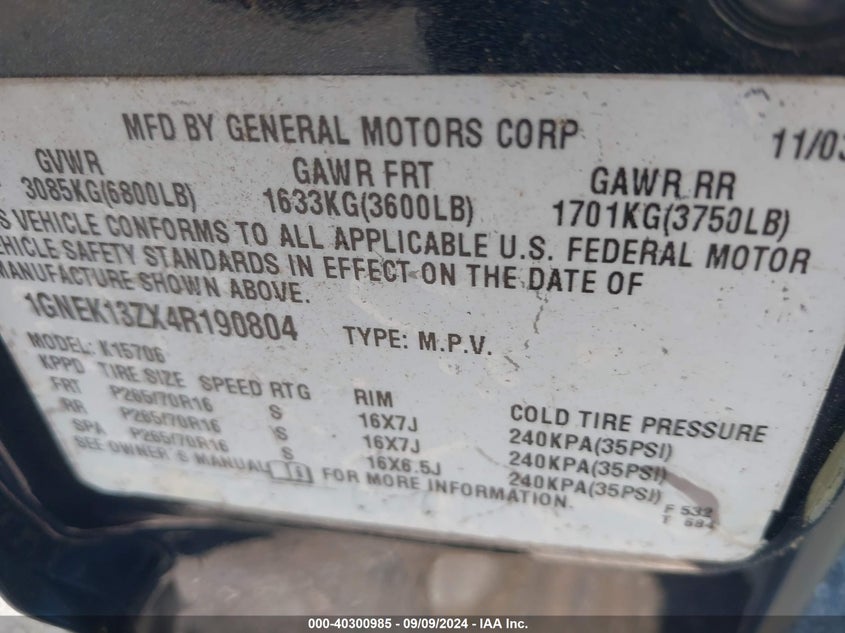 MFD BY GENERAL MOTORS CORP 11/03
GVWR GAWR FRT GAWR RR
3085KG(6800LB) 1633KG(3600LB) 1701KG(3750LB)
S VEHICLE CONFORMS TO ALL APPLICABLE U.S. FEDERAL MOTOR
EHICLE SAFETY STANDARDS IN EFFECT ON THE DATE OF
MANUFACTURE SHOWN ABOVE.
1GNEK13ZX4R190804 TYPE: M.P.V.
MODEL: K15706
KPPD TIRE SIZE SPEED RTG RIM COLD TIRE PRESSURE
FRT P265/70R16 S 16X7J 240KPA(35PSI)
RR P265/70R16 S 16X7J 240KPA(35PSI)
SPA P265/70R16 S 16X6.5J 240KPA(35PSI)
SEE OWNER'S MANUAL FOR MORE INFORMATION.
F 532
T 684
000-40300985 - 09/09/2024 - IAA Inc.